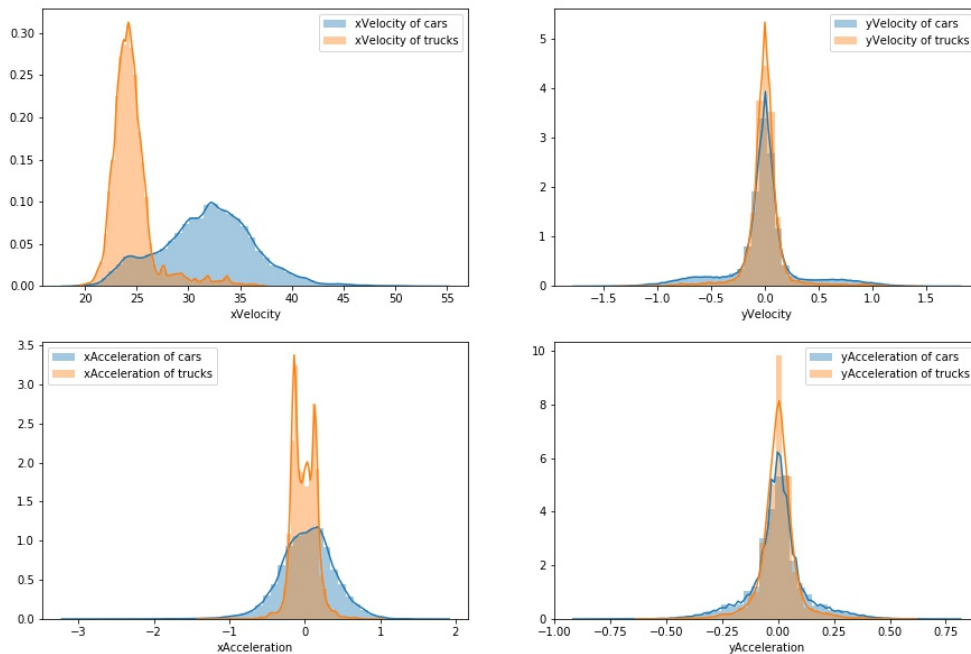 xVelocity of cars
xVelocity of trucks
0.30
0.25
0.20
0.15
0.10
0.05
0.00
20 25 30 35 40 45 50 55
xVelocity
yVelocity of cars
yVelocity of trucks
5
4
3
2
1
0
−1.5 −1.0 −0.5 0.0 0.5 1.0 1.5
yVelocity
xAcceleration of cars
xAcceleration of trucks
3.5
3.0
2.5
2.0
1.5
1.0
0.5
0.0
−3 −2 −1 0 1 2
xAcceleration
yAcceleration of cars
yAcceleration of trucks
10
8
6
4
2
0
−1.00 −0.75 −0.50 −0.25 0.00 0.25 0.50 0.75
yAcceleration